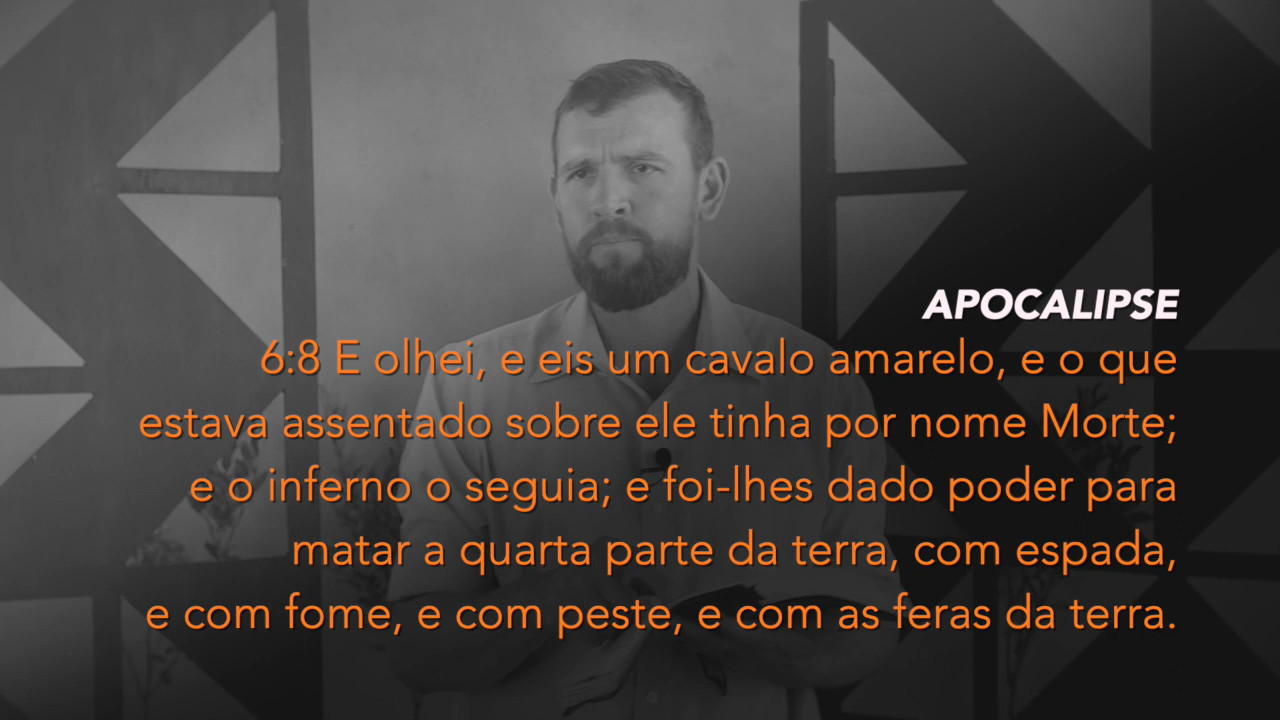 APOCALIPSE
6:8 E olhei, e eis um cavalo amarelo, e o que
estava assentado sobre ele tinha por nome Morte;
e o inferno o seguia; e foi-lhes dado poder para
matar a quarta parte da terra, com espada,
e com fome, e com peste, e com as feras da terra.